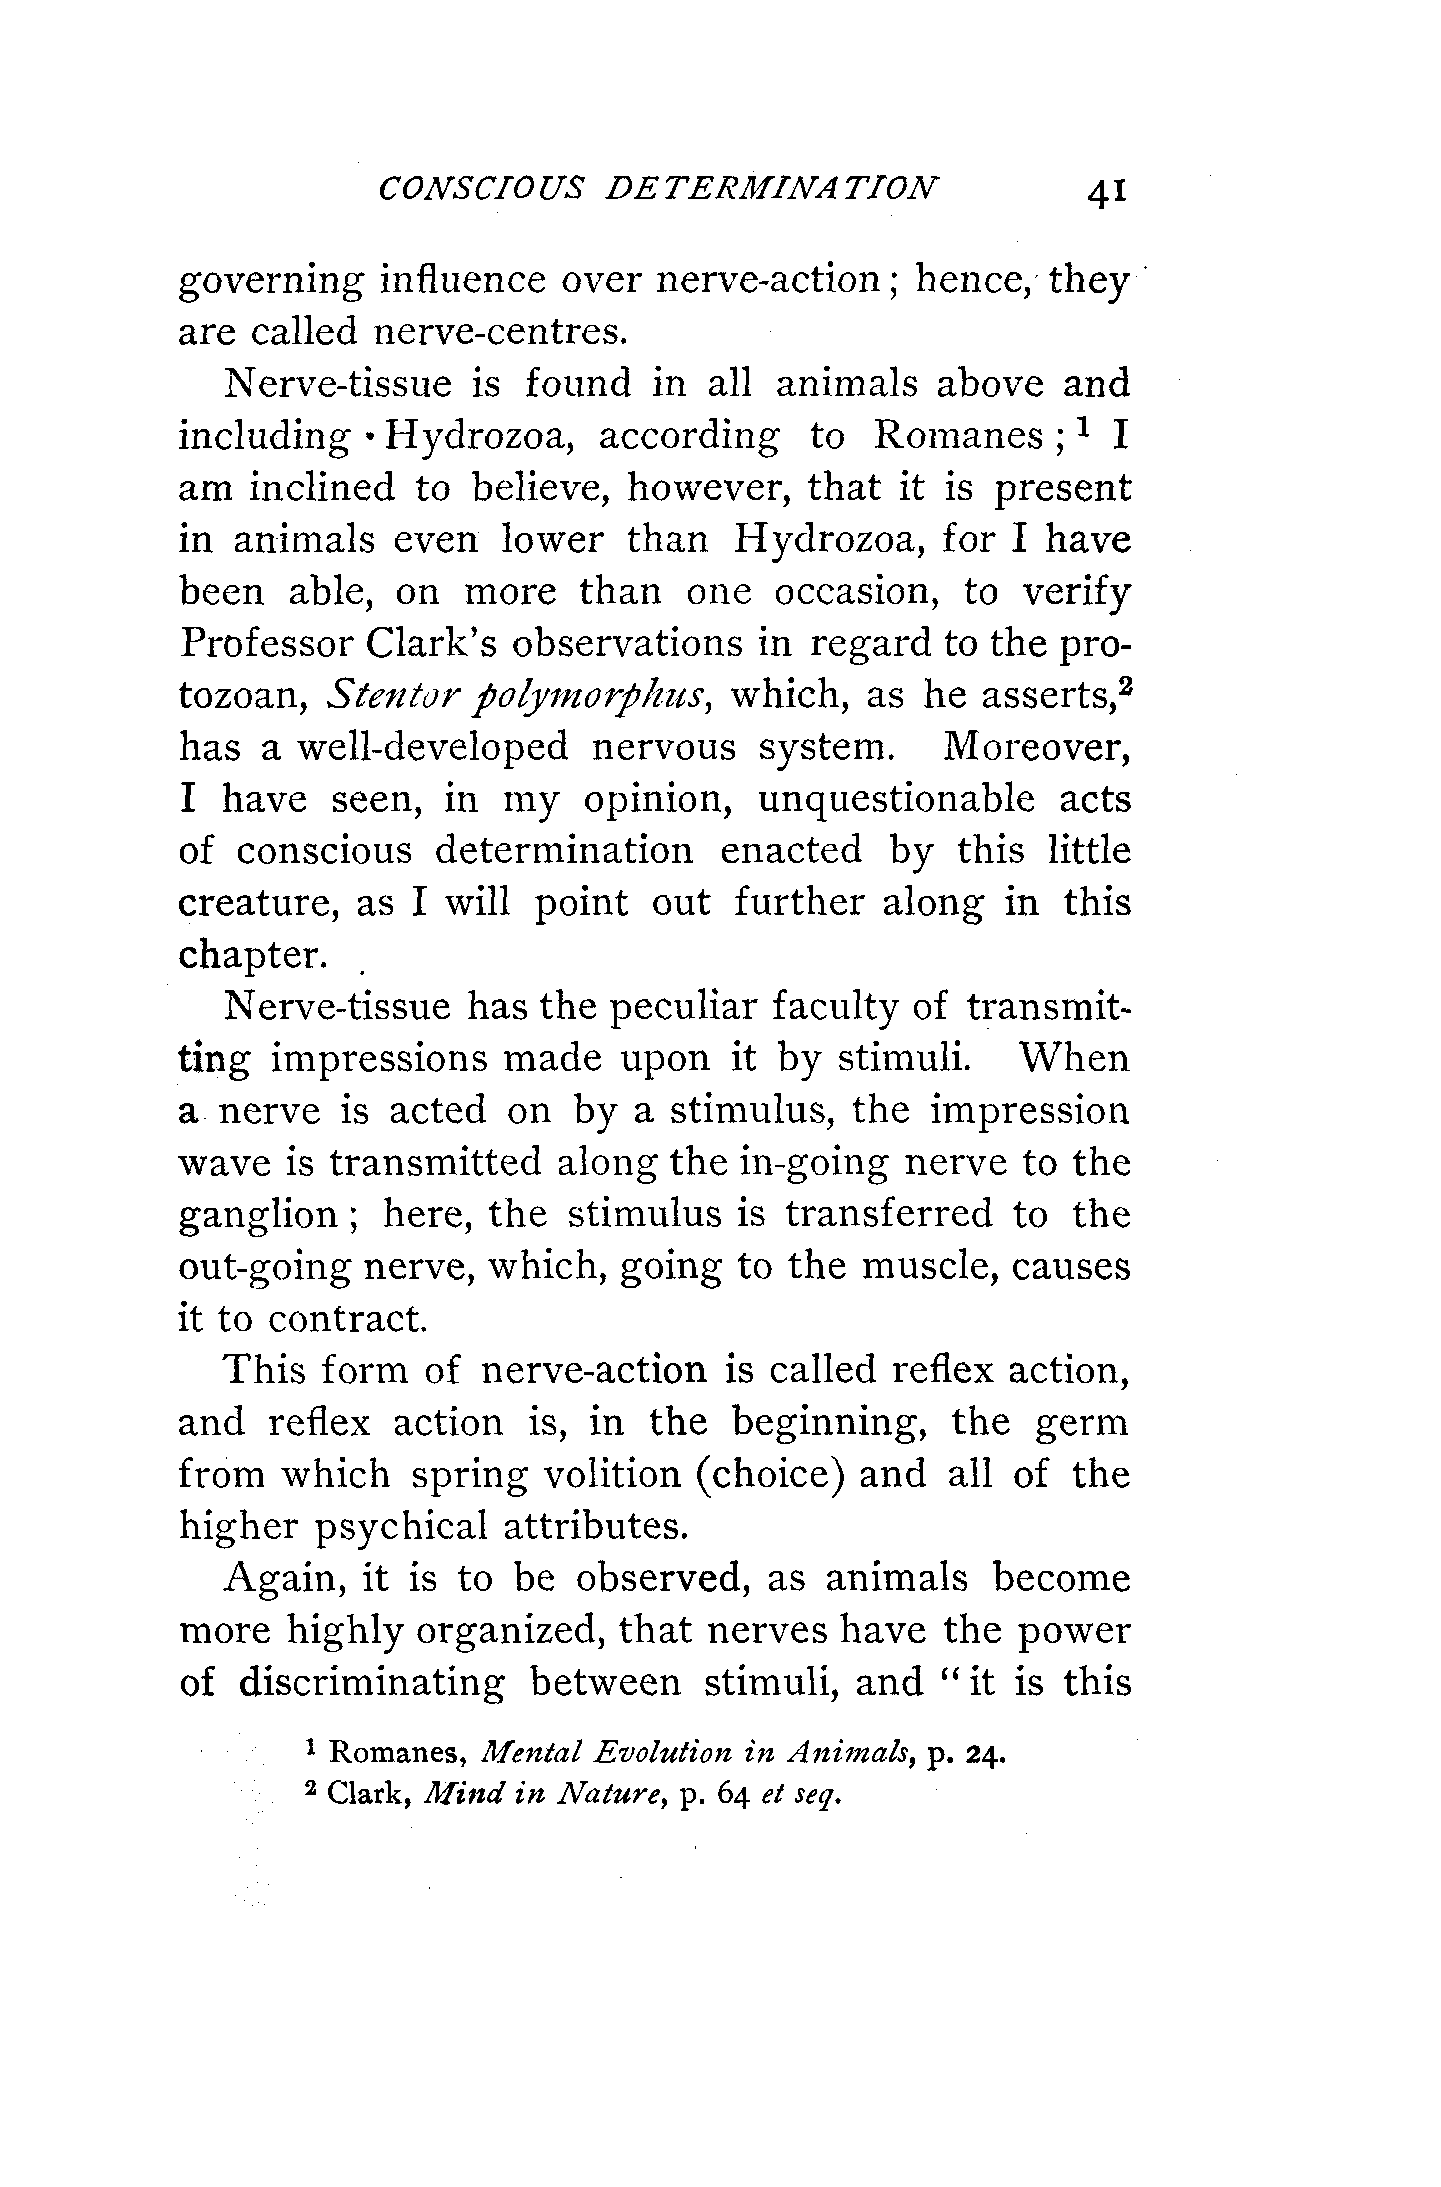 CONSCIOUS DETERMINATION 41
governing influence over nerve-action; hence, they
are called nerve-centres.
Nerve-tissue is found in all animals above and
including Hydrozoa, according to Romanes;¹ I
am inclined to believe, however, that it is present
in animals even lower than Hydrozoa, for I have
been able, on more than one occasion, to verify
Professor Clark's observations in regard to the pro-
tozoan, Stentor polymorphus, which, as he asserts,²
has a well-developed nervous system. Moreover,
I have seen, in my opinion, unquestionable acts
of conscious determination enacted by this little
creature, as I will point out further along in this
chapter.
Nerve-tissue has the peculiar faculty of transmit-
ting impressions made upon it by stimuli. When
a nerve is acted on by a stimulus, the impression
wave is transmitted along the in-going nerve to the
ganglion; here, the stimulus is transferred to the
out-going nerve, which, going to the muscle, causes
it to contract.
This form of nerve-action is called reflex action,
and reflex action is, in the beginning, the germ
from which spring volition (choice) and all of the
higher psychical attributes.
Again, it is to be observed, as animals become
more highly organized, that nerves have the power
of discriminating between stimuli, and "it is this
¹ Romanes, Mental Evolution in Animals, p. 24.
² Clark, Mind in Nature, p. 64 et seq.